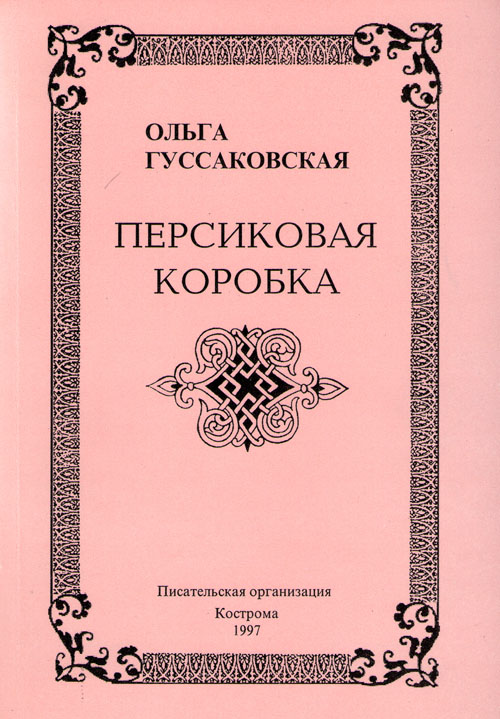 ОЛЬГА
ГУССАКОВСКАЯ
ПЕРСИКОВАЯ
КОРОБКА
Писательская организация
Кострома
1997